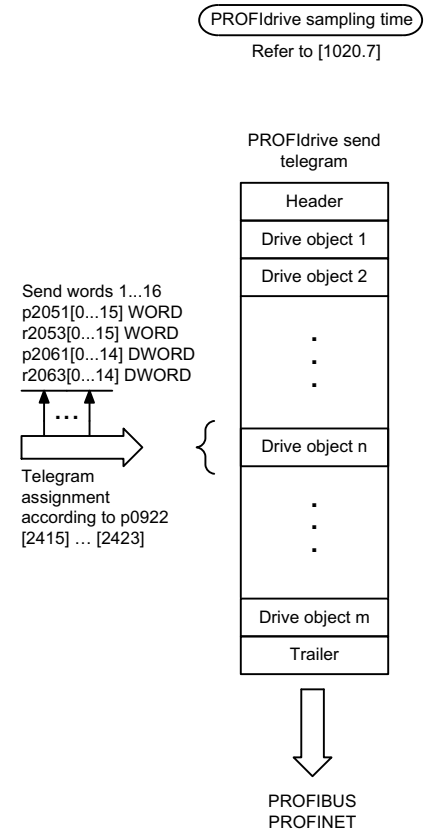 PROFIdrive sampling time
Refer to [1020.7]
PROFIdrive send
telegram
Header
Drive object 1
Drive object 2
Send words 1...16
p2051[0...15] WORD
r2053[0...15] WORD
p2061[0...14] DWORD
r2063[0...14] DWORD
...
Drive object n
Telegram
assignment
according to p0922
[2415] … [2423]
Drive object m
Trailer
PROFIBUS
PROFINET